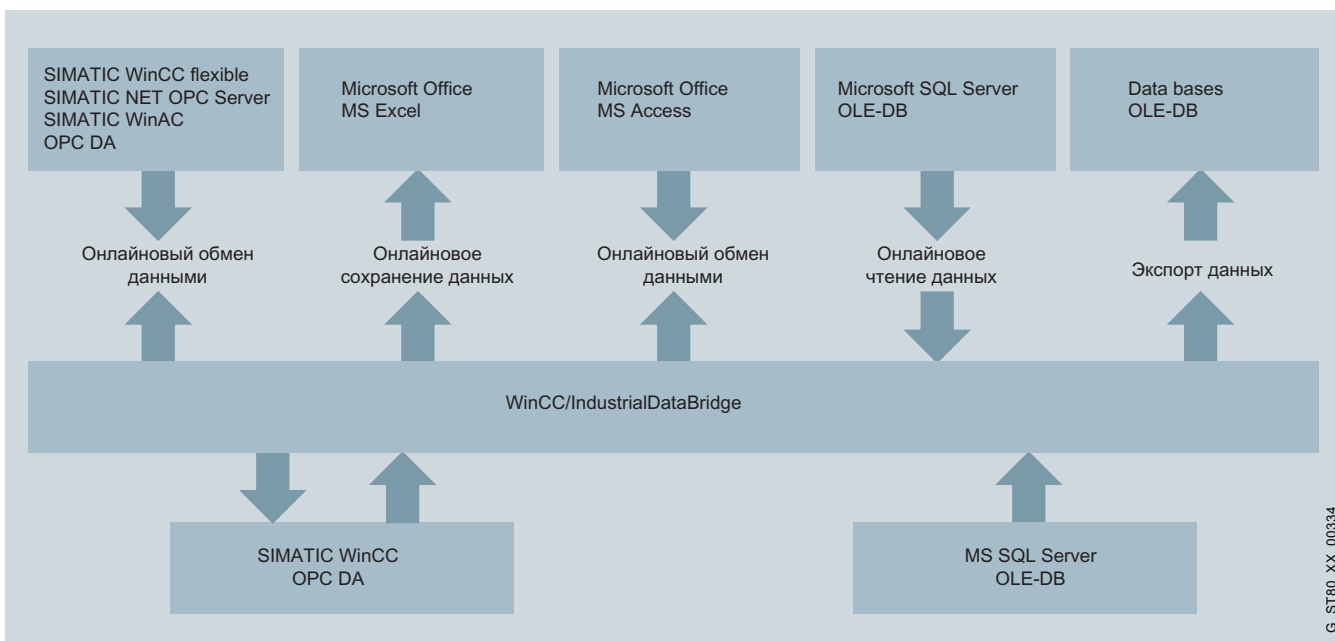 SIMATIC WinCC flexible
SIMATIC NET OPC Server
SIMATIC WinAC
OPC DA
Microsoft Office
MS Excel
Microsoft Office
MS Access
Microsoft SQL Server
OLE-DB
Data bases
OLE-DB
Онлайновый обмен
данными
Онлайновое
сохранение данных
Онлайновый обмен
данными
Онлайновое
чтение данных
Экспорт данных
WinCC/IndustrialDataBridge
SIMATIC WinCC
OPC DA
MS SQL Server
OLE-DB
G_ST80_XX_00334